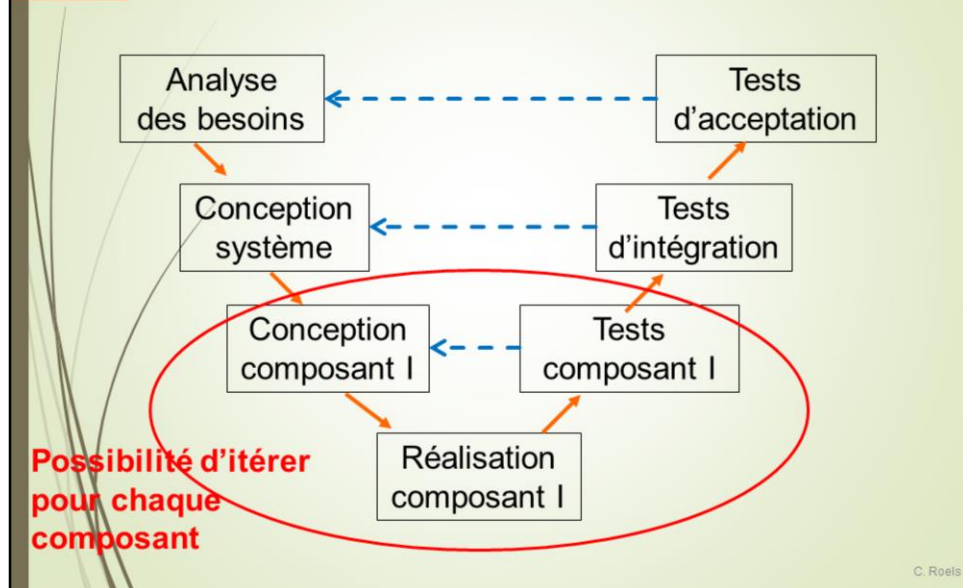 Analyse
des besoins
Tests
d'acceptation
Conception
système
Tests
d'intégration
Conception
composant I
Tests
composant I
Réalisation
composant I
Possibilité d'itérer
pour chaque
composant
C. Roels